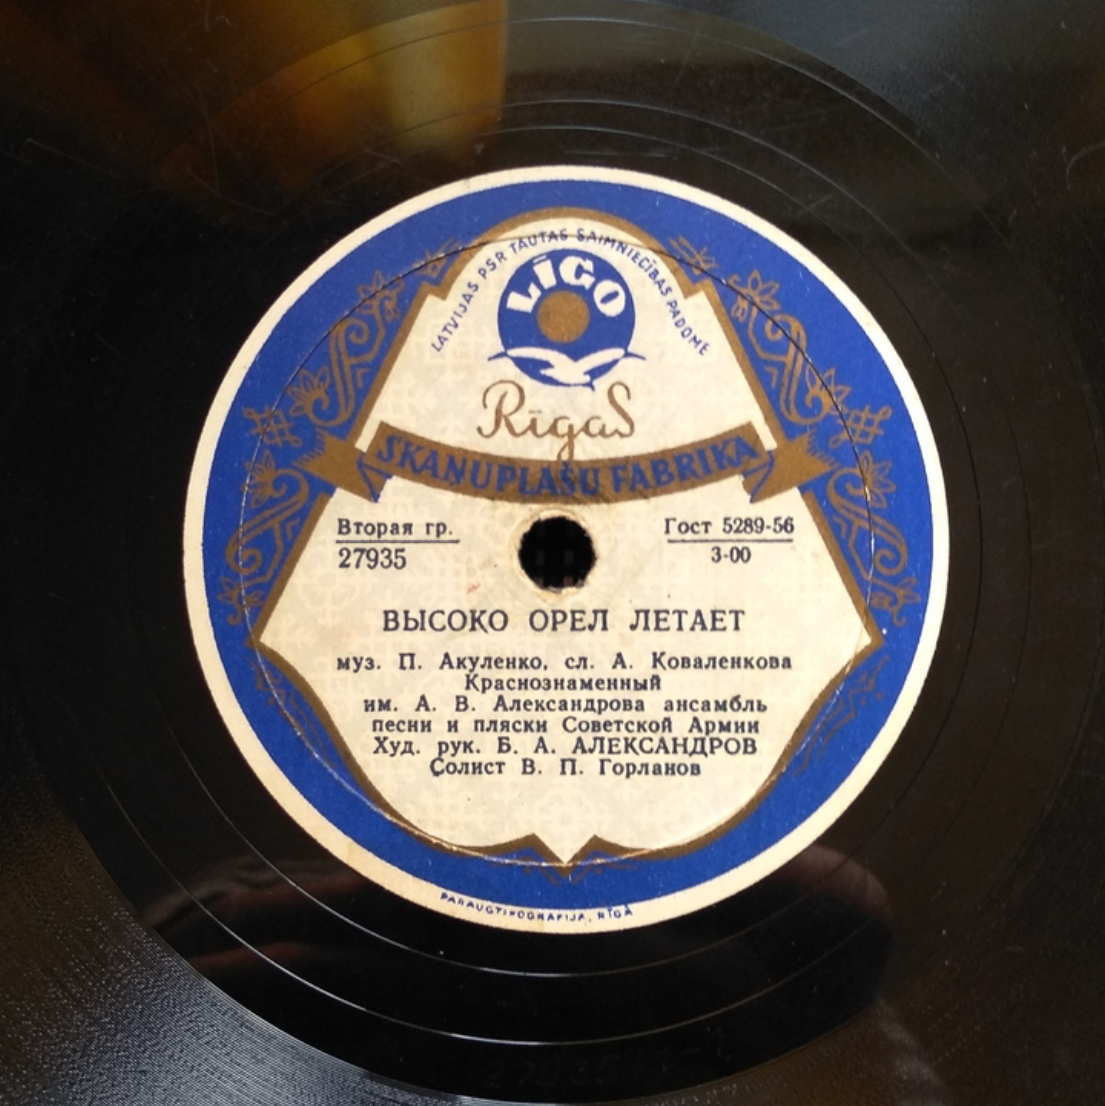 LATVIJAS PSR TAUTAS SAIMNIECĪBAS PADOME
LĪGO
Rīgas
SKAŅUPLAŠU FABRIKA
Вторая гр.
27935
Гост 5289-56
3-00
ВЫСОКО ОРЕЛ ЛЕТАЕТ
муз. П. Акуленко, сл. А. Коваленкова
Краснознаменный
им. А. В. Александрова ансамбль
песни и пляски Советской Армии
Худ. рук. Б. А. АЛЕКСАНДРОВ
Солист В. П. Горланов
PARAUGTIPOGRAFIJA, RĪGĀ